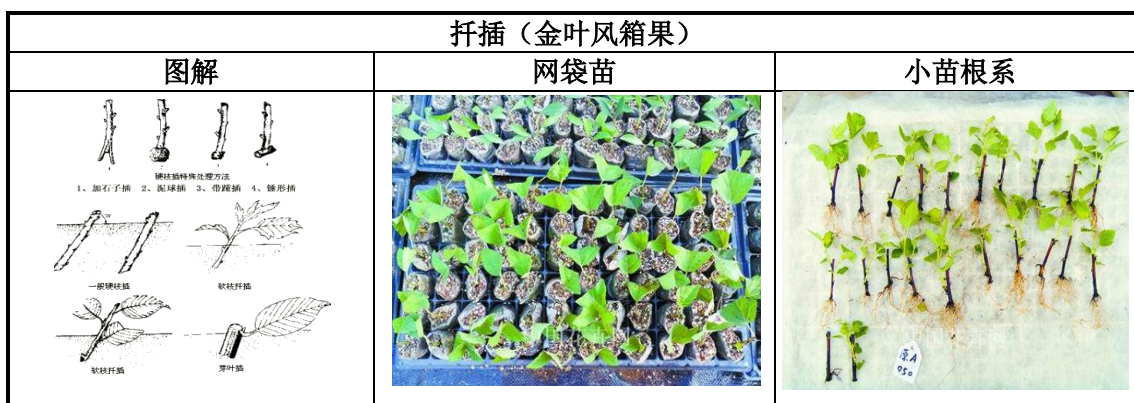 扦插（金叶风箱果）
图解
网袋苗
小苗根系
硬枝插特殊处理方法
1、加石子插 2、泥球插 3、带踵插 4、锤形插
一般硬枝插
软枝扦插
软枝扦插
芽叶插
原.A
050